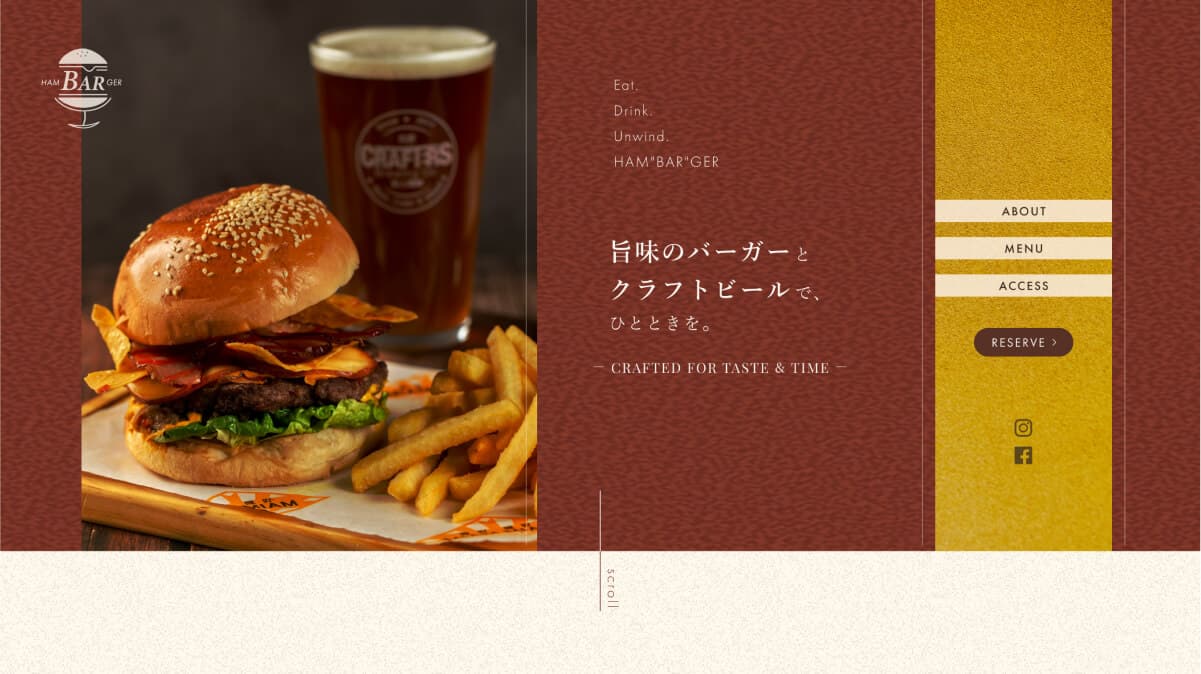 HAM BAR GER
CRAFTERS
Eat.
Drink.
Unwind.
HAM"BAR"GER
旨味のバーガーと
クラフトビールで、
ひとときを。
― CRAFTED FOR TASTE & TIME ―
ABOUT
MENU
ACCESS
RESERVE >
scroll